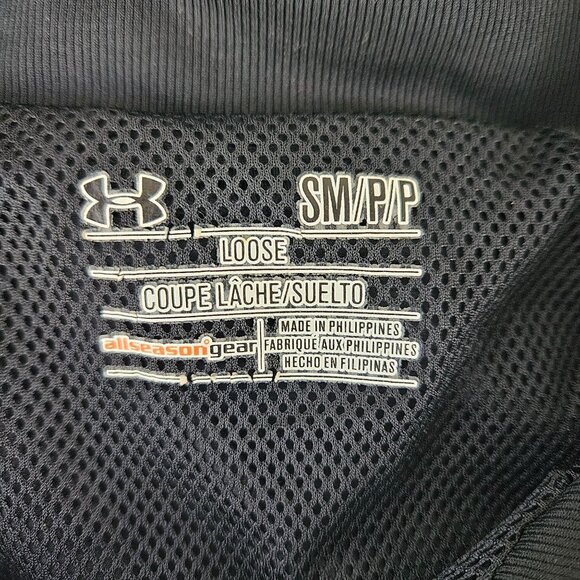 SM/P/P
LOOSE
COUPE LÂCHE/SUELTO
allseasongear
MADE IN PHILIPPINES
FABRIQUÉ AUX PHILIPPINES
HECHO EN FILIPINAS